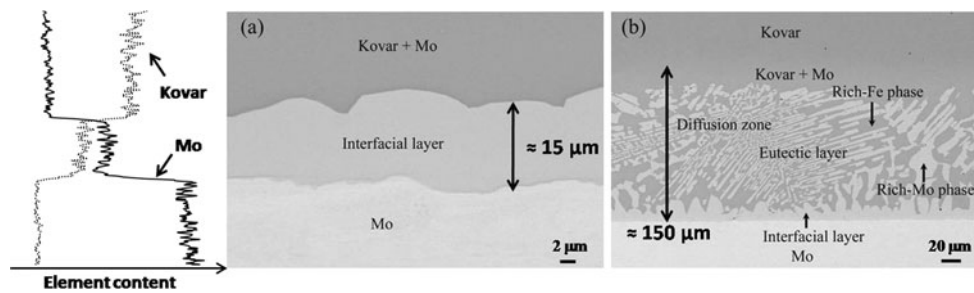 Kovar
Mo
Element content
(a)
Kovar + Mo
Interfacial layer
≈ 15 μm
Mo
2 μm
(b)
Kovar
Kovar + Mo
Rich-Fe phase
Diffusion zone
Eutectic layer
Rich-Mo phase
≈ 150 μm
Interfacial layer
Mo
20 μm